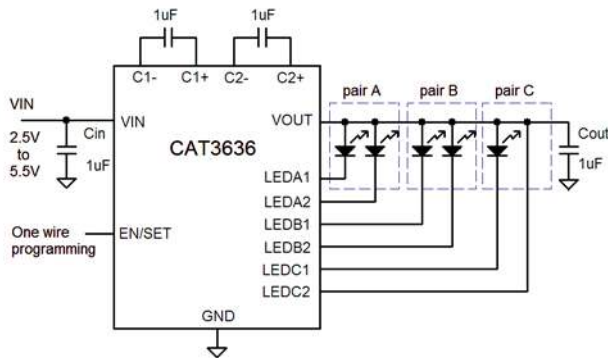 1uF
1uF
C1-
C1+
C2-
C2+
pair A
pair B
pair C
VIN
VIN
VOUT
Cin
Cout
2.5V
to
5.5V
1uF
1uF
CAT3636
LEDA1
LEDA2
One wire
programming
EN/SET
LEDB1
LEDB2
LEDC1
LEDC2
GND